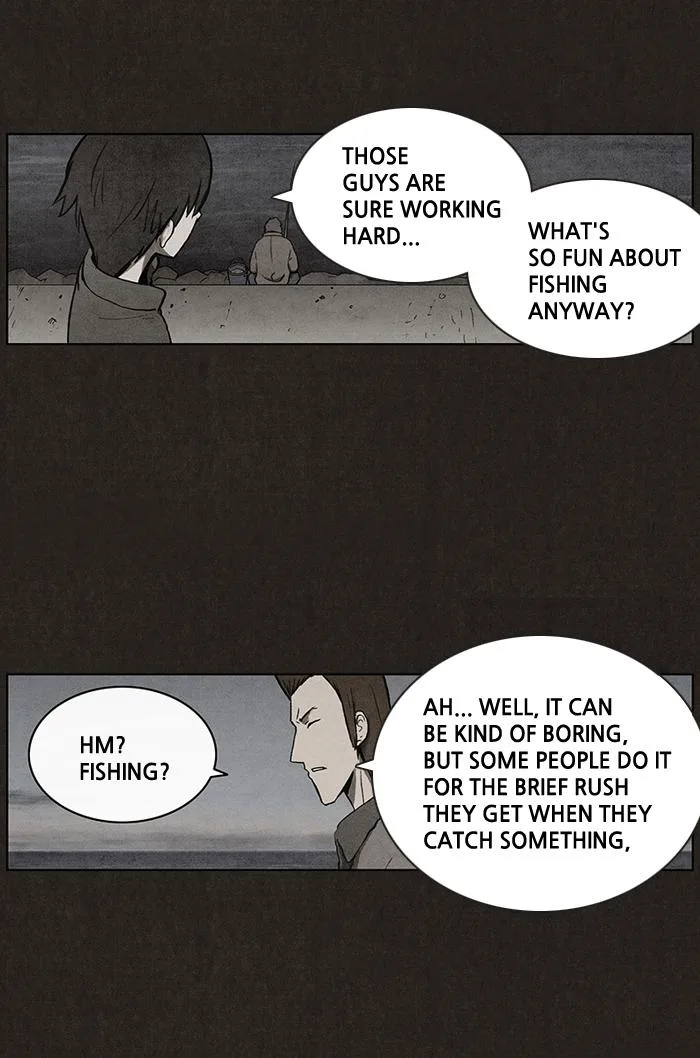 THOSE
GUYS ARE
SURE WORKING
HARD...
WHAT'S
SO FUN ABOUT
FISHING
ANYWAY?
HM?
FISHING?
AH... WELL, IT CAN
BE KIND OF BORING,
BUT SOME PEOPLE DO IT
FOR THE BRIEF RUSH
THEY GET WHEN THEY
CATCH SOMETHING,